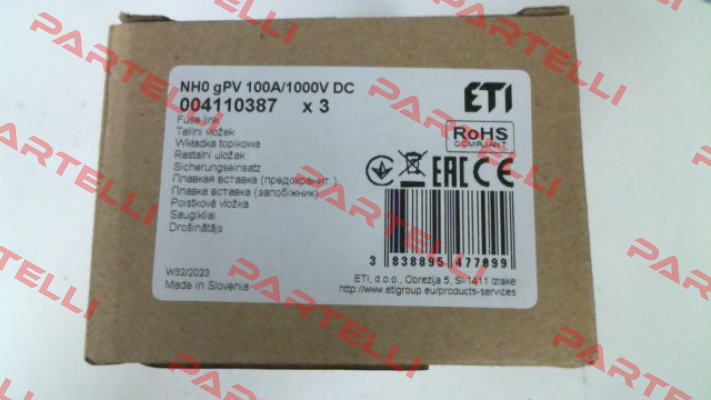 NH0 gPV 100A/1000V DC
004110387 x 3
ETI
Fuse link
Talilni vložek
Wkładka topikowa
Rastalni uložak
Sicherungseinsatz
Плавкая вставка (предохранит.)
Плавка вставка (запобіжник)
Poistková vložka
Saugikliai
Drošinātājs
RoHS
COMPLIANT
EAC CE
3 838895 477099
W32/2023
Made in Slovenia
ETI, d.o.o., Obrezija 5, SI-1411 Izlake
http://www.etigroup.eu/products-services
PARTELLI
PARTELLI
PARTELLI
PARTELLI
PARTELLI
PARTELLI